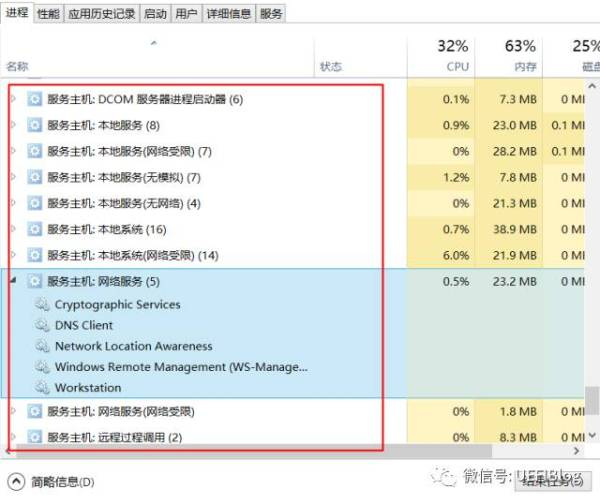 进程 性能 应用历史记录 启动 用户 详细信息 服务
32% 63% 25%
名称 状态 CPU 内存 磁盘
服务主机: DCOM 服务器进程启动器 (6) 0.1% 7.3 MB 0 MI
服务主机: 本地服务 (8) 0.9% 23.0 MB 0.1 MI
服务主机: 本地服务(网络受限) (7) 0% 28.2 MB 0.1 MI
服务主机: 本地服务(无模拟) (7) 1.2% 7.8 MB 0 MI
服务主机: 本地服务(无网络) (4) 0% 21.3 MB 0 MI
服务主机: 本地系统 (16) 0.7% 38.9 MB 0 MI
服务主机: 本地系统(网络受限) (14) 6.0% 21.9 MB 0 MI
服务主机: 网络服务 (5) 0.5% 23.2 MB 0 MI
Cryptographic Services
DNS Client
Network Location Awareness
Windows Remote Management (WS-Manage...
Workstation
服务主机: 网络服务(网络受限) 0% 1.8 MB 0 MI
服务主机: 远程过程调用 (2) 0% 8.3 MB 0 MI
简略信息(D) 结束任务(E)
微信号: UEFIBlog